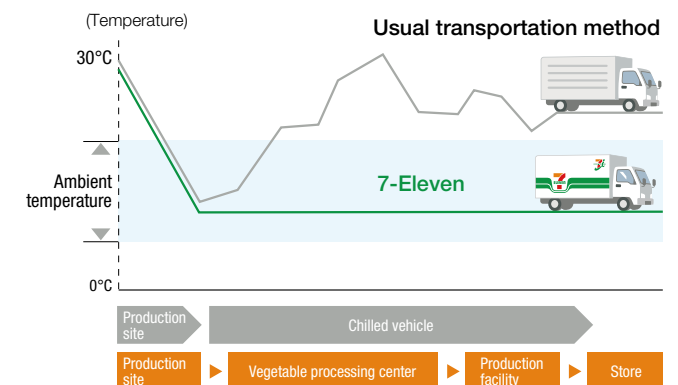 (Temperature)
Usual transportation method
30°C
Ambient
temperature
7-Eleven
0°C
Production
site
Chilled vehicle
Production
site
Vegetable processing center
Production
facility
Store